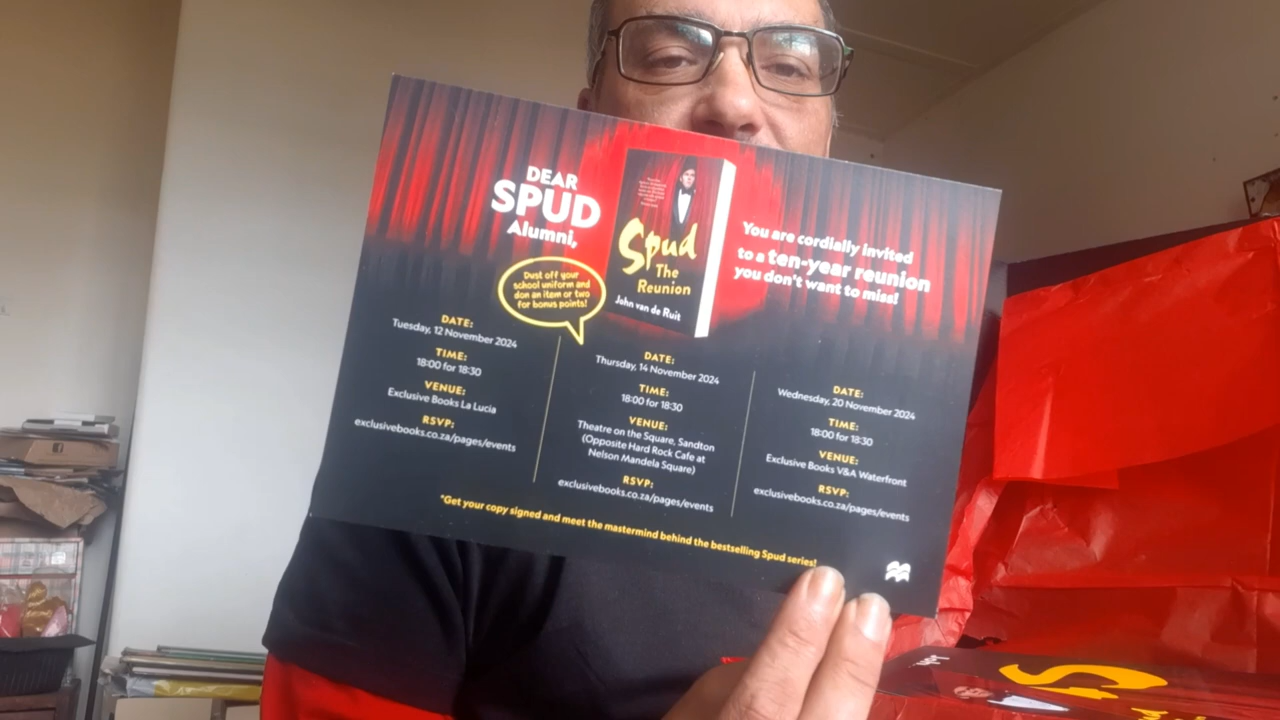 DEAR
SPUD
Alumni,
Dust off your
school uniform and
don an item or two
for bonus points!
Spud
The
Reunion
John van de Ruit
You are cordially invited
to a ten-year reunion
you don't want to miss!
DATE:
Tuesday, 12 November 2024
TIME:
18:00 for 18:30
VENUE:
Exclusive Books La Lucia
RSVP:
exclusivebooks.co.za/pages/events
DATE:
Thursday, 14 November 2024
TIME:
18:00 for 18:30
VENUE:
Theatre on the Square, Sandton
(Opposite Hard Rock Cafe at
Nelson Mandela Square)
RSVP:
exclusivebooks.co.za/pages/events
DATE:
Wednesday, 20 November 2024
TIME:
18:00 for 18:30
VENUE:
Exclusive Books V&A Waterfront
RSVP:
exclusivebooks.co.za/pages/events
*Get your copy signed and meet the mastermind behind the bestselling Spud series!